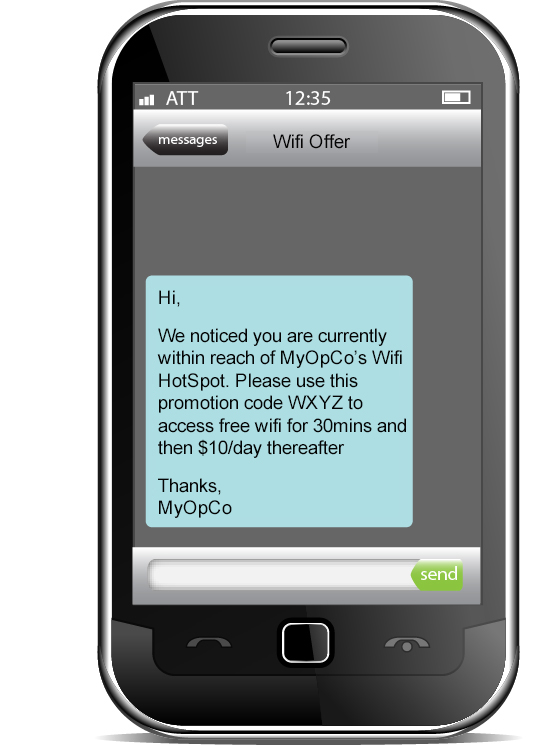 ATT 12:35
messages Wifi Offer
Hi,
We noticed you are currently
within reach of MyOpCo's Wifi
HotSpot. Please use this
promotion code WXYZ to
access free wifi for 30mins and
then $10/day thereafter
Thanks,
MyOpCo
send